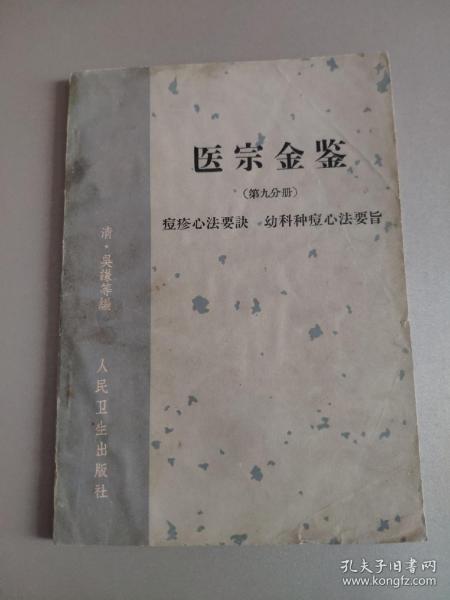 医宗金鉴
(第九分册)
痘疹心法要訣 幼科种痘心法要旨
清·吳謙等編
人民卫生出版社
孔夫子旧书网
www.kongfz.com